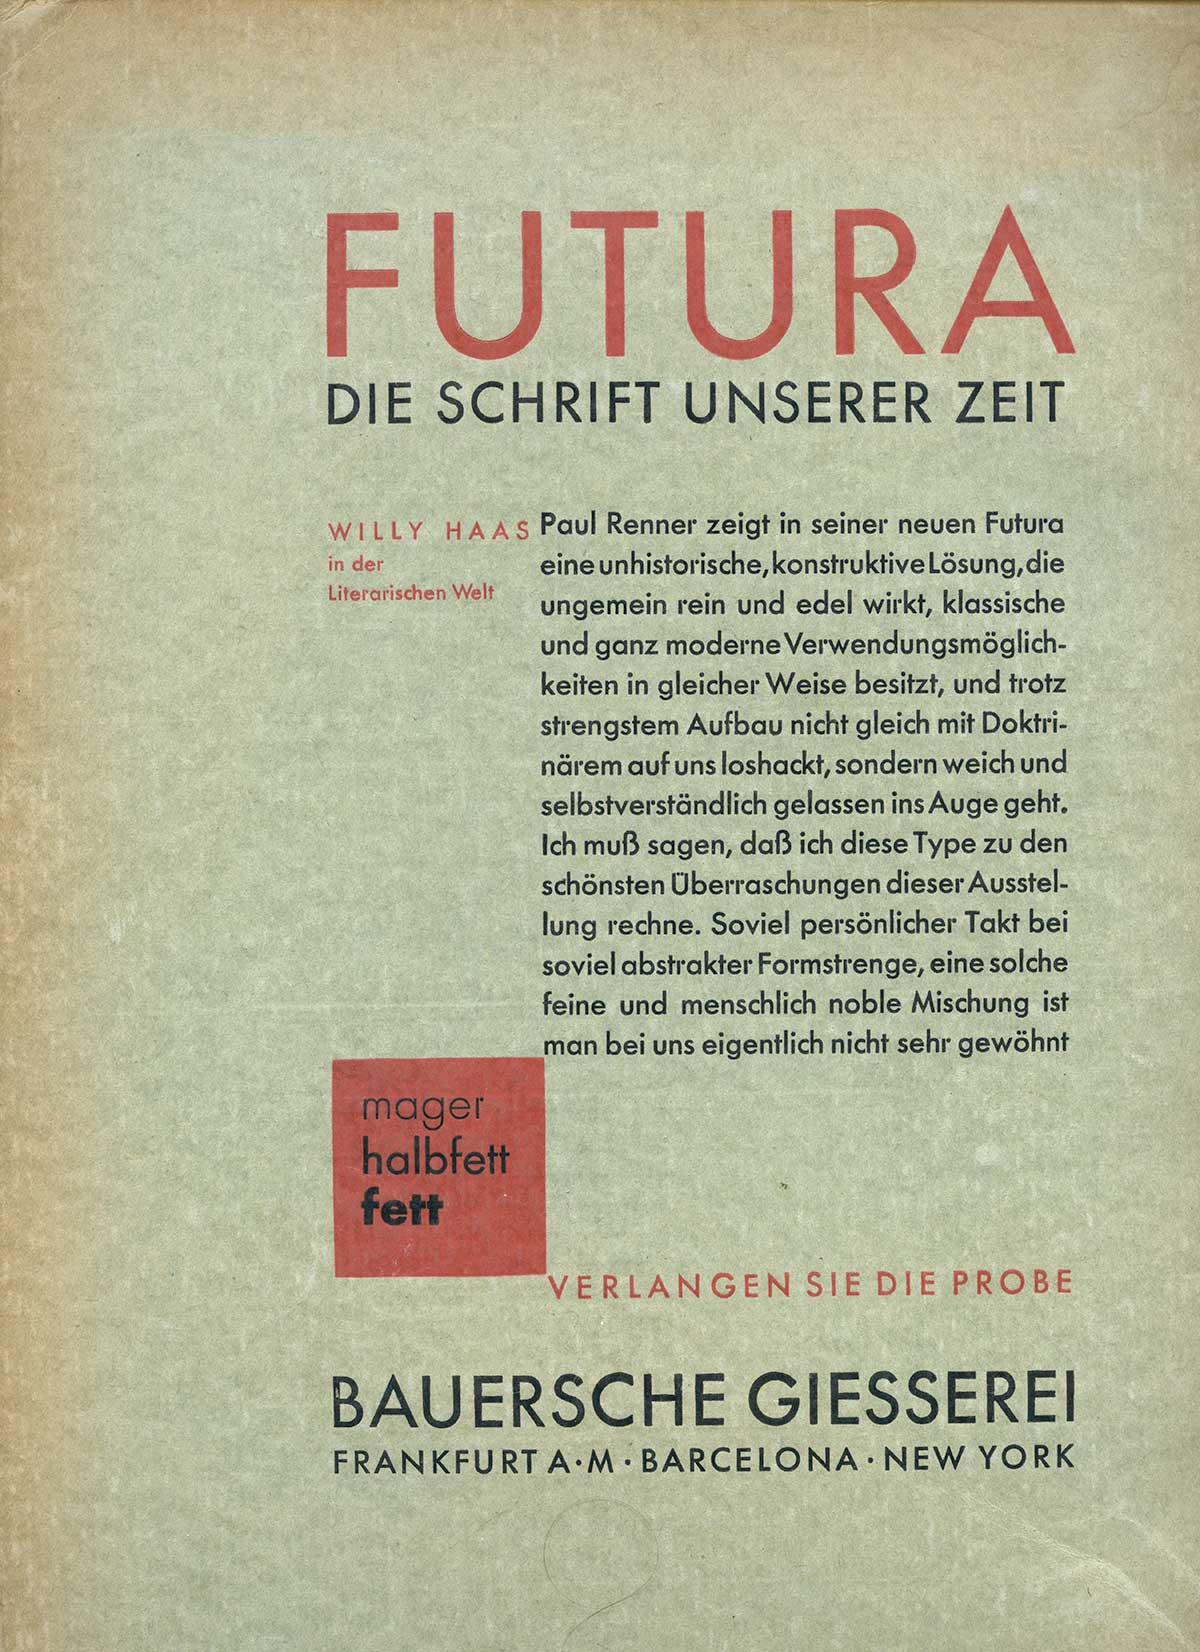 FUTURA
DIE SCHRIFT UNSERER ZEIT
WILLY HAAS
in der
Literarischen Welt
Paul Renner zeigt in seiner neuen Futura
eine unhistorische, konstruktive Lösung, die
ungemein rein und edel wirkt, klassische
und ganz moderne Verwendungsmöglich-
keiten in gleicher Weise besitzt, und trotz
strengstem Aufbau nicht gleich mit Doktri-
närem auf uns loshackt, sondern weich und
selbstverständlich gelassen ins Auge geht.
Ich muß sagen, daß ich diese Type zu den
schönsten Überraschungen dieser Ausstel-
lung rechne. Soviel persönlicher Takt bei
soviel abstrakter Formstrenge, eine solche
feine und menschlich noble Mischung ist
man bei uns eigentlich nicht sehr gewöhnt
mager
halbfett
fett
VERLANGEN SIE DIE PROBE
BAUERSCHE GIESSEREI
FRANKFURT A·M · BARCELONA · NEW YORK